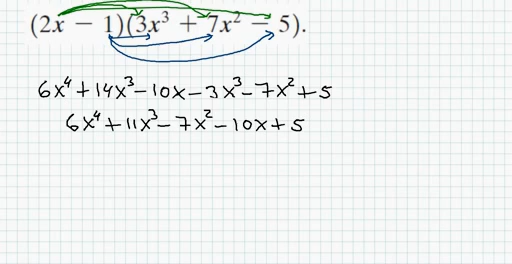 (2x − 1)(3x³ + 7x² − 5).
6x⁴ + 14x³ − 10x − 3x³ − 7x² + 5
6x⁴ + 11x³ − 7x² − 10x + 5